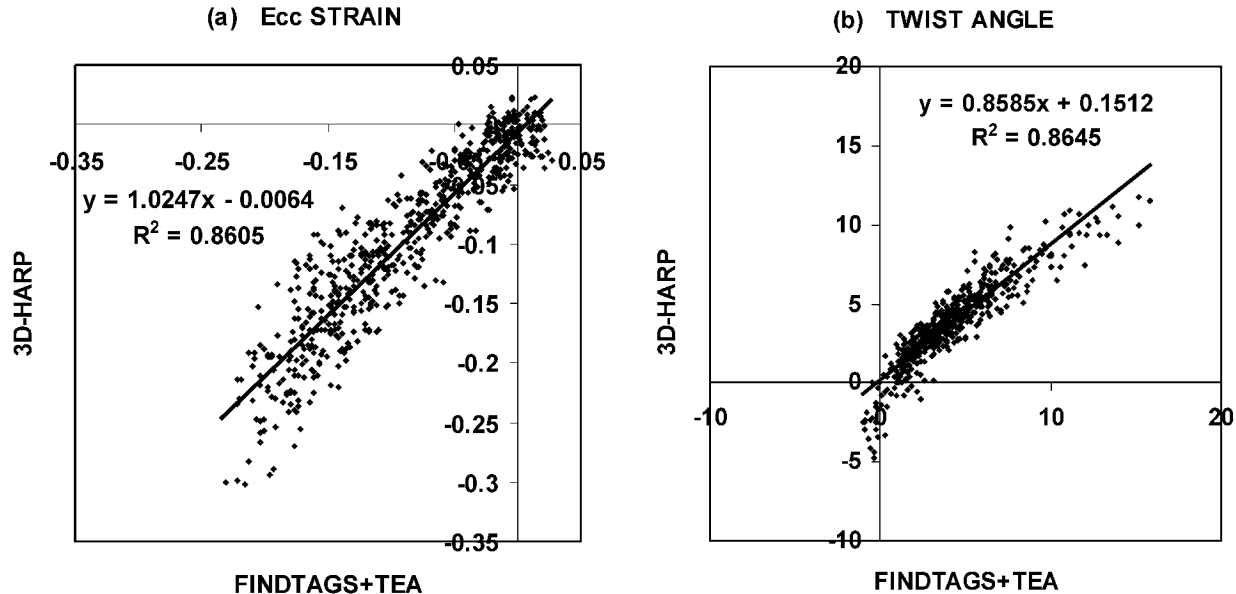 (a) Ecc STRAIN
0.05
-0.35 -0.25 -0.15 -0.05 0.05
-0.05
y = 1.0247x - 0.0064
R² = 0.8605
-0.1
-0.15
-0.2
-0.25
-0.3
-0.35
3D-HARP
FINDTAGS+TEA
(b) TWIST ANGLE
20
y = 0.8585x + 0.1512
R² = 0.8645
15
10
5
0
-10 0 10 20
-5
-10
3D-HARP
FINDTAGS+TEA